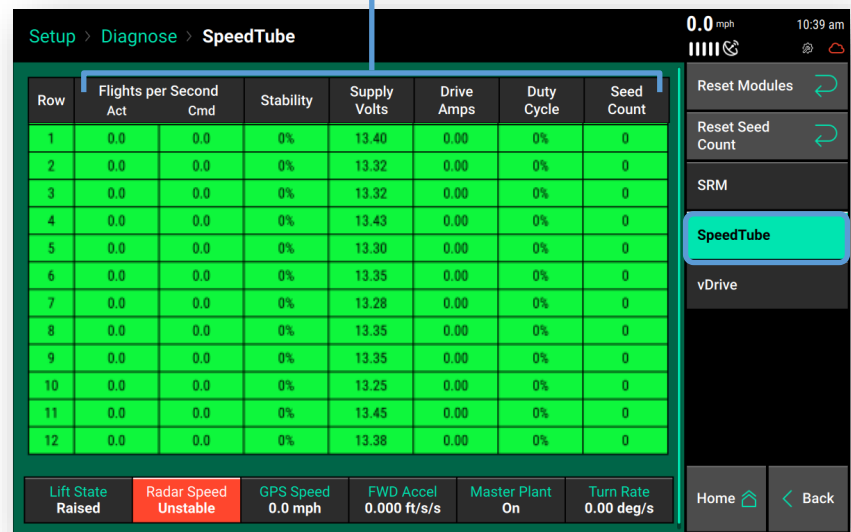 Setup > Diagnose > SpeedTube
0.0 mph 10:39 am
Row Flights per Second Act Cmd Stability Supply Volts Drive Amps Duty Cycle Seed Count
1 0.0 0.0 0% 13.40 0.00 0% 0
2 0.0 0.0 0% 13.32 0.00 0% 0
3 0.0 0.0 0% 13.32 0.00 0% 0
4 0.0 0.0 0% 13.43 0.00 0% 0
5 0.0 0.0 0% 13.30 0.00 0% 0
6 0.0 0.0 0% 13.35 0.00 0% 0
7 0.0 0.0 0% 13.28 0.00 0% 0
8 0.0 0.0 0% 13.35 0.00 0% 0
9 0.0 0.0 0% 13.35 0.00 0% 0
10 0.0 0.0 0% 13.25 0.00 0% 0
11 0.0 0.0 0% 13.45 0.00 0% 0
12 0.0 0.0 0% 13.38 0.00 0% 0
Lift State Radar Speed GPS Speed FWD Accel Master Plant Turn Rate
Raised Unstable 0.0 mph 0.000 ft/s/s On 0.00 deg/s
Reset Modules
Reset Seed
Count
SRM
SpeedTube
vDrive
Home < Back